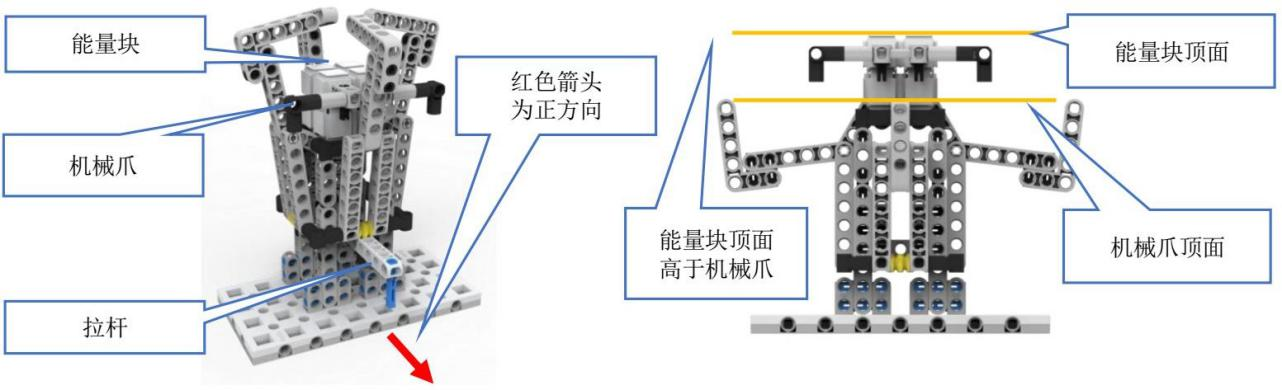 能量块
机械爪
拉杆
红色箭头
为正方向
能量块顶面
能量块顶面
高于机械爪
机械爪顶面